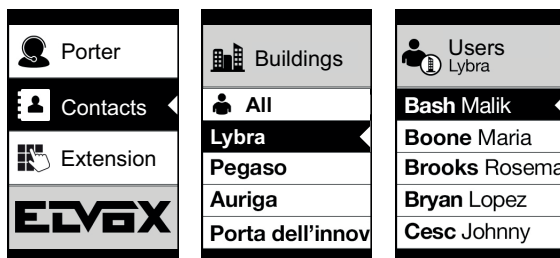 Porter
Contacts
Extension
ELVOX
Buildings
All
Lybra
Pegaso
Auriga
Porta dell'innov
Users
Lybra
Bash Malik
Boone Maria
Brooks Rosema
Bryan Lopez
Cesc Johnny